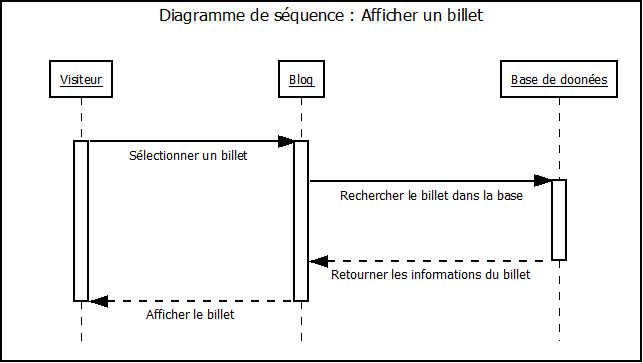 Diagramme de séquence : Afficher un billet
Visiteur
Blog
Base de doonées
Sélectionner un billet
Rechercher le billet dans la base
Retourner les informations du billet
Afficher le billet